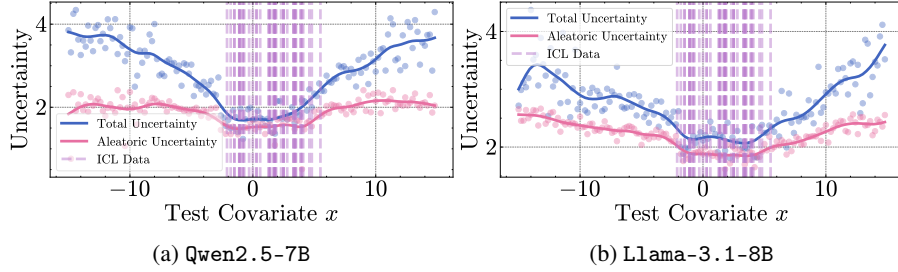 Uncertainty
4
2
Total Uncertainty
Aleatoric Uncertainty
ICL Data
−10
0
10
Test Covariate x
(a) Qwen2.5-7B
Uncertainty
4
2
Total Uncertainty
Aleatoric Uncertainty
ICL Data
−10
0
10
Test Covariate x
(b) Llama-3.1-8B